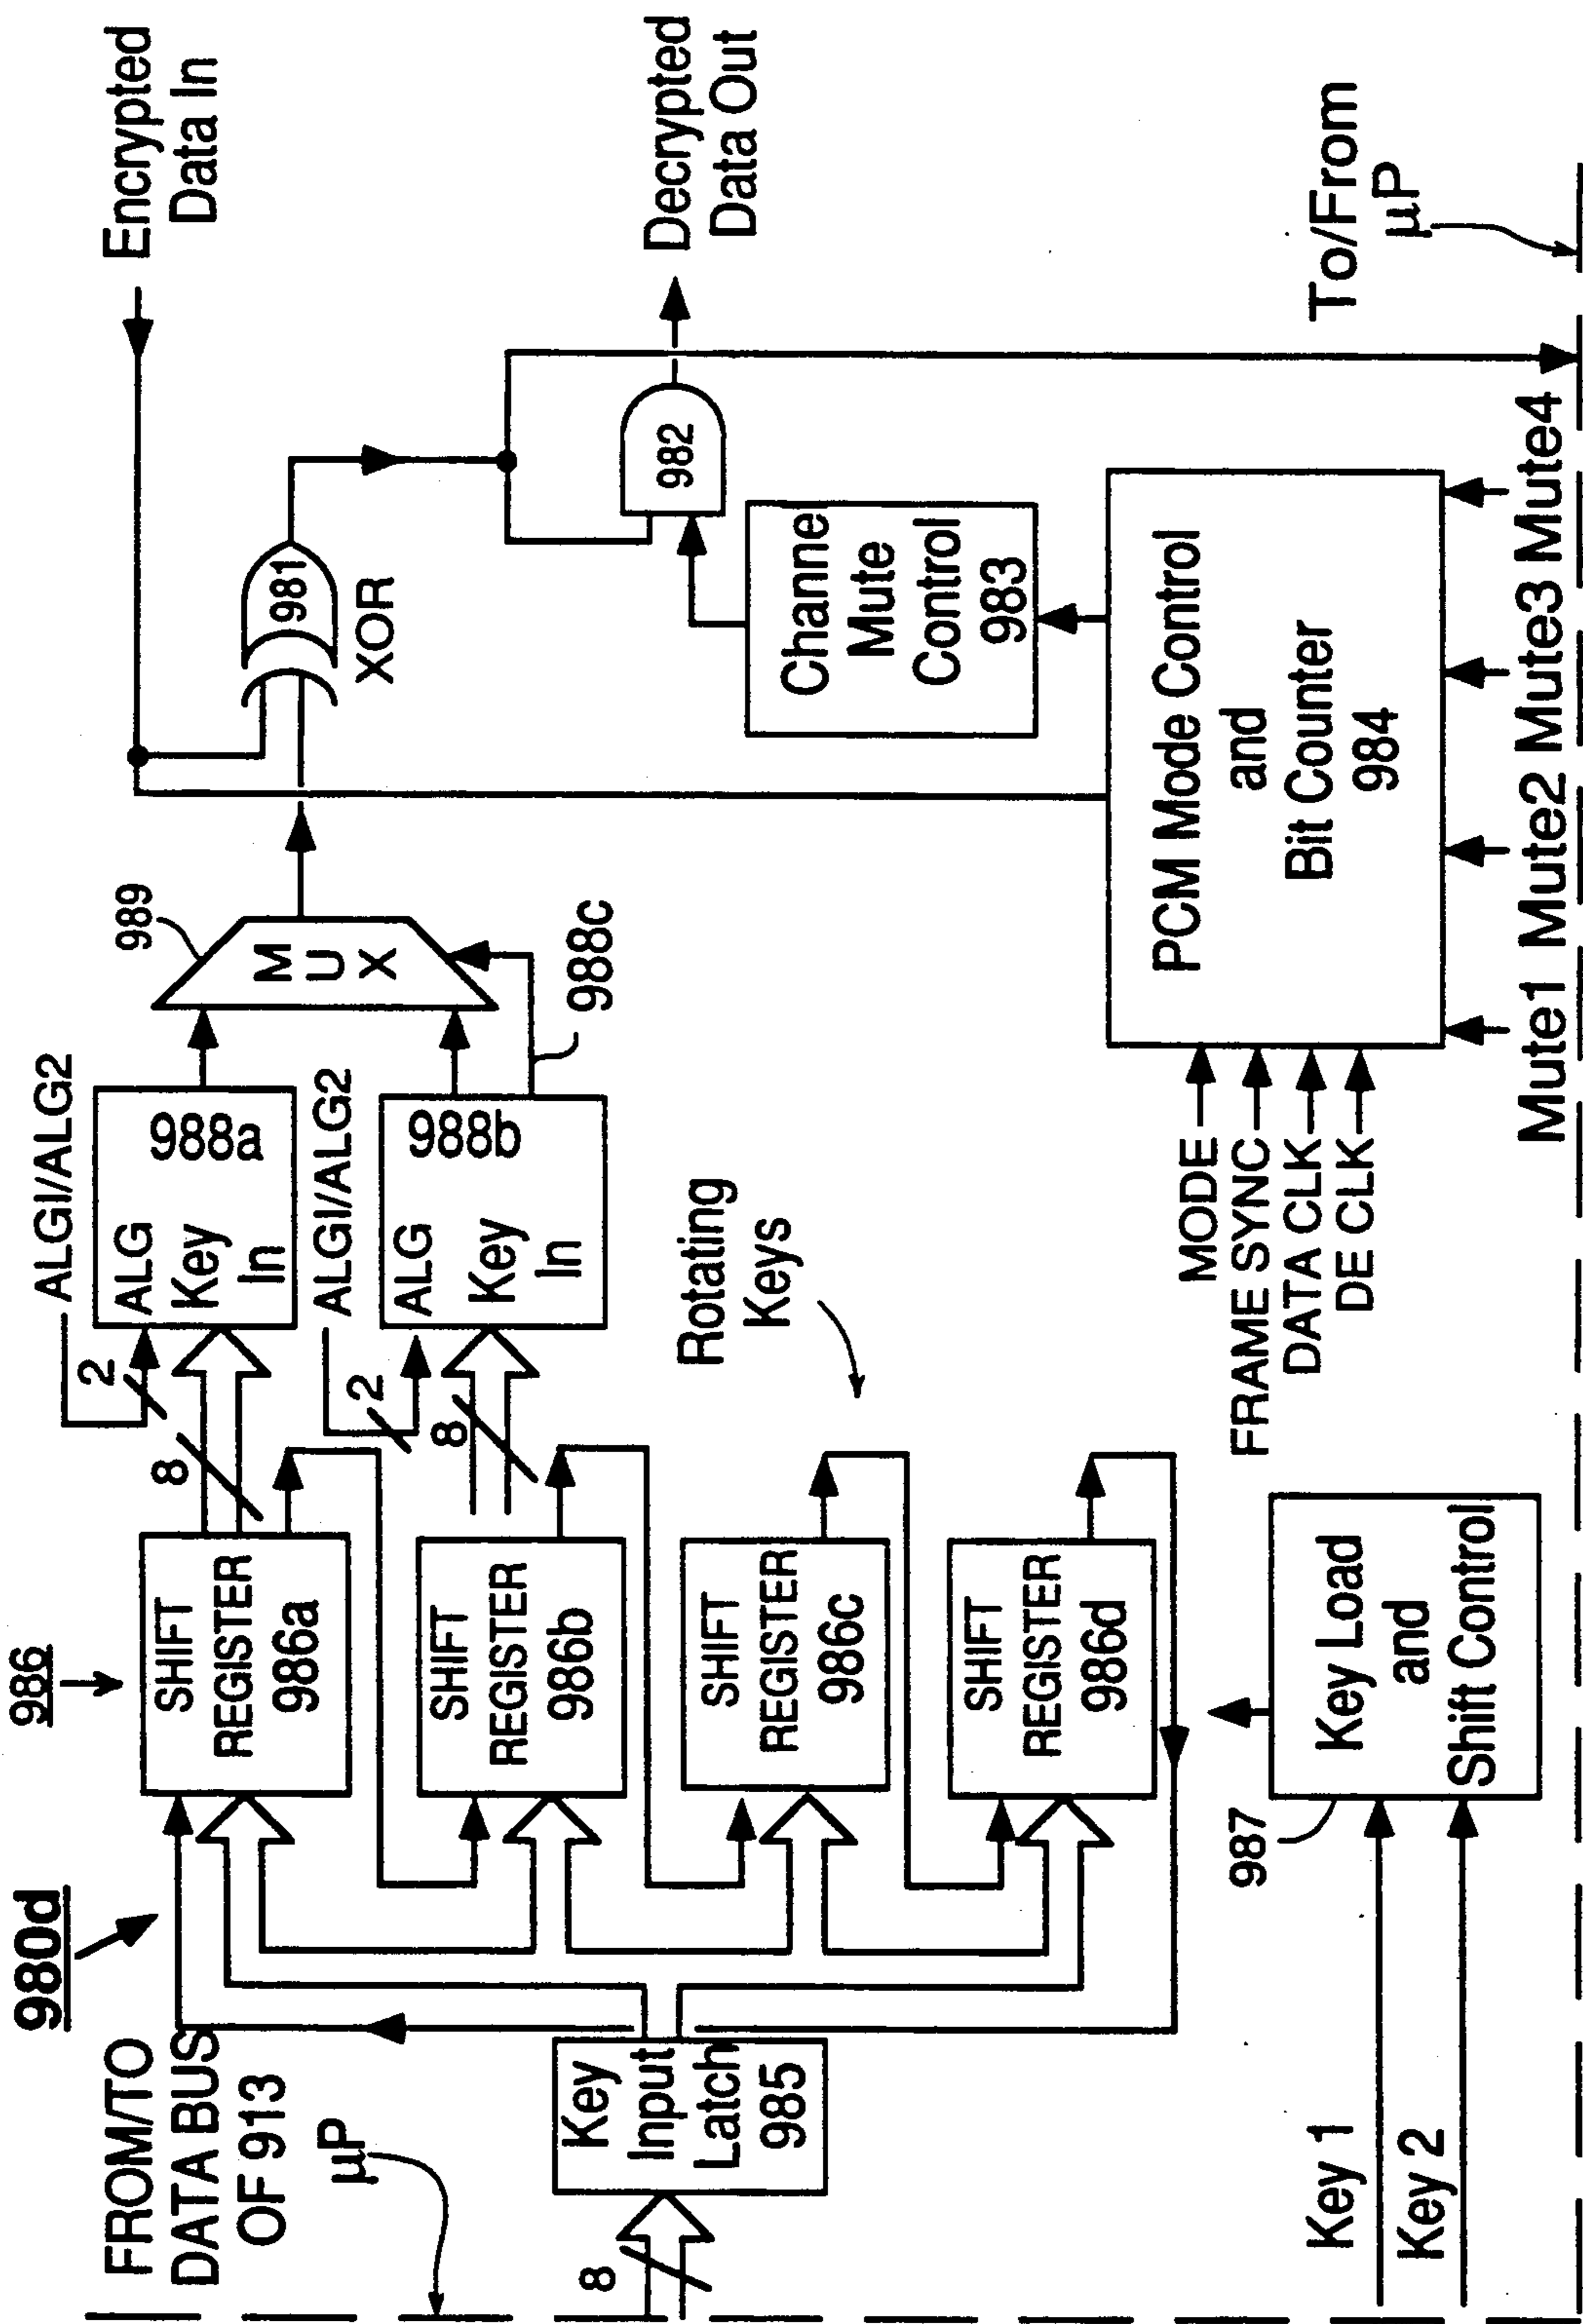 980d
986
FROM/TO
DATA BUS
OF 913
µP
8
Key
Input
Latch
985
SHIFT
REGISTER
986a
SHIFT
REGISTER
986b
SHIFT
REGISTER
986c
SHIFT
REGISTER
986d
8
2
8
2
ALGI/ALG2
ALG
988a
Key
In
ALGI/ALG2
ALG
988b
Key
In
989
M
U
X
988c
Rotating
Keys
981
XOR
Encrypted
Data In
982
Decrypted
Data Out
Channe
Mute
Control
983
PCM Mode Control
and
Bit Counter
984
MODE
FRAME SYNC
DATA CLK
DE CLK
Mute1 Mute2 Mute3 Mute4
To/From
µP
987
Key Load
and
Shift Control
Key 1
Key 2